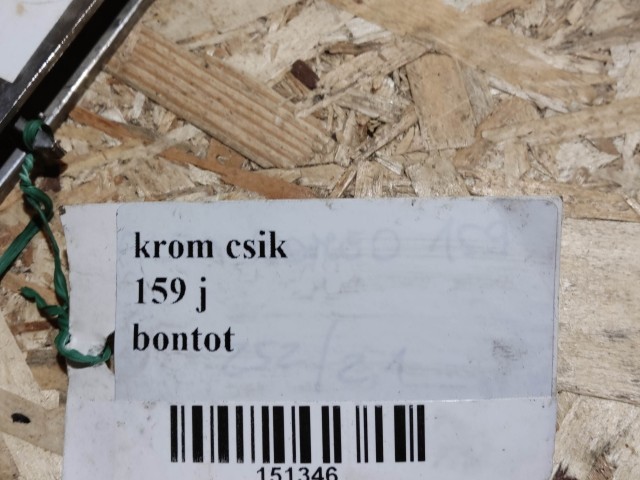 krom csik
159 j
bontot
151346